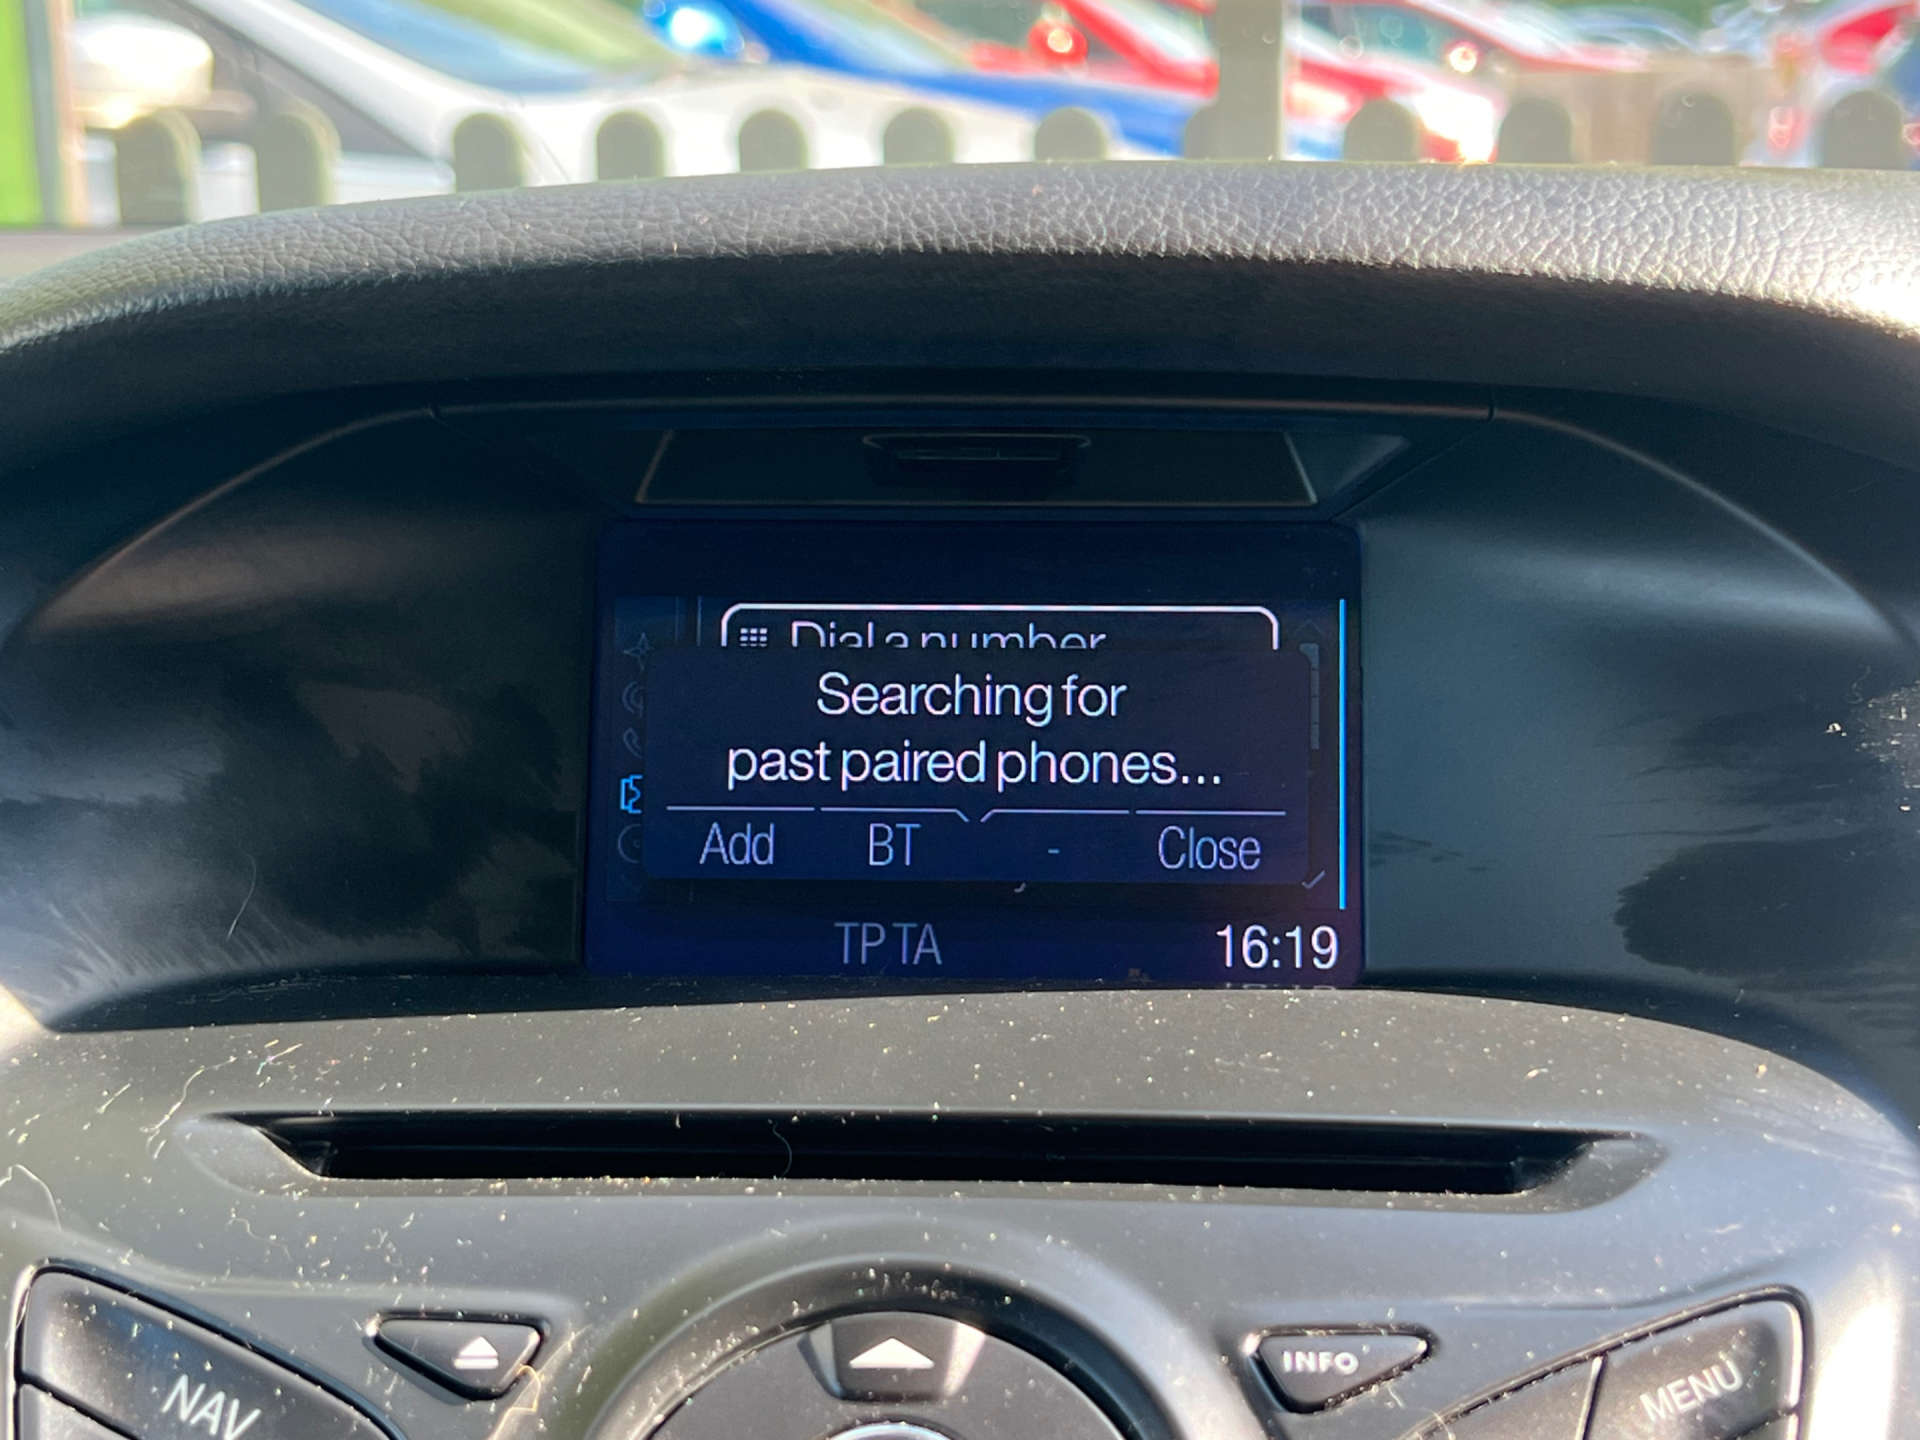 Dial a number
Searching for
past paired phones...
Add BT - Close
TP TA 16:19
NAV
INFO
MENU